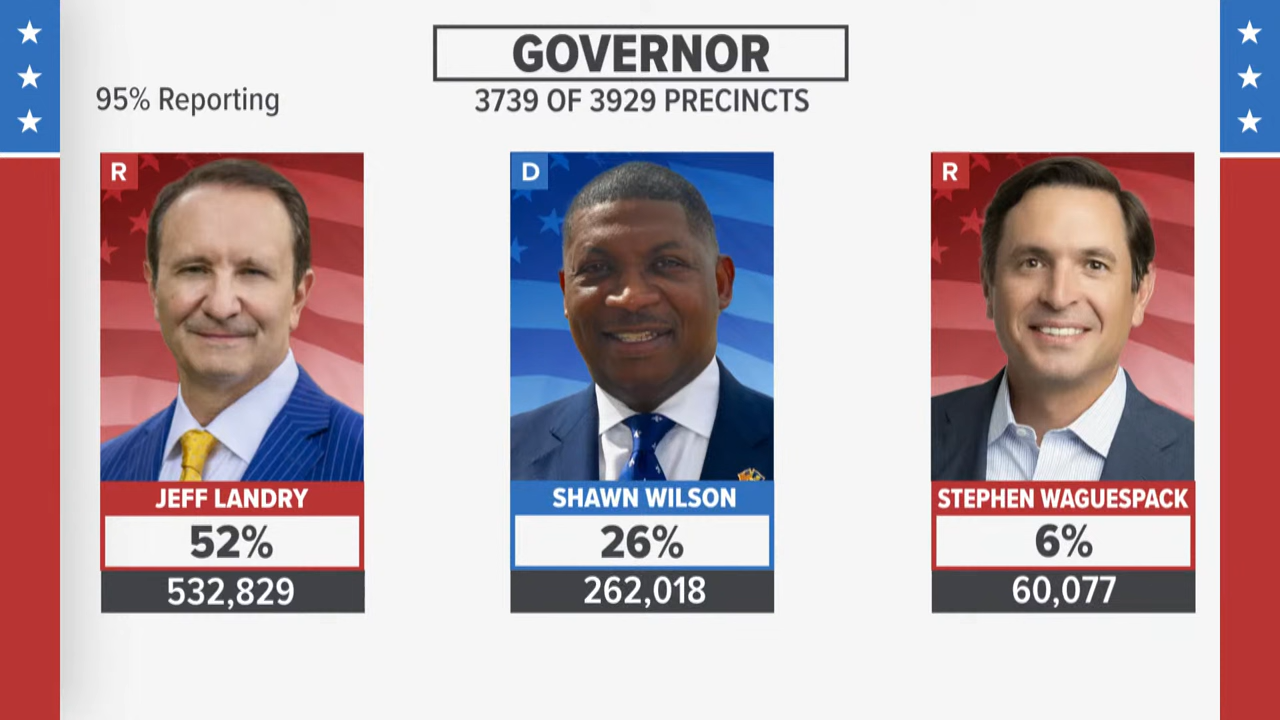 GOVERNOR
95% Reporting
3739 OF 3929 PRECINCTS
R
D
R
JEFF LANDRY
SHAWN WILSON
STEPHEN WAGUESPACK
52%
26%
6%
532,829
262,018
60,077